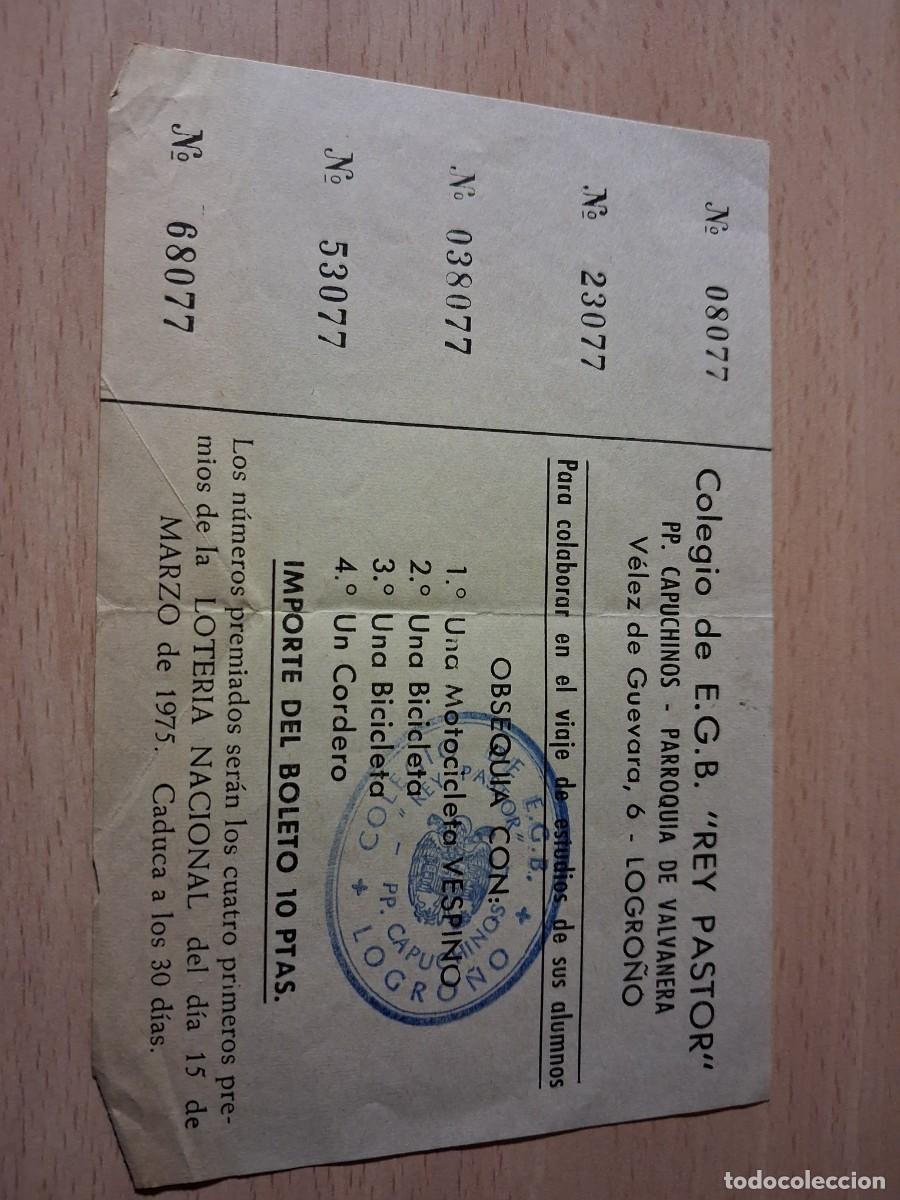 Nº 08077
Nº 23077
Nº 038077
Nº 53077
Nº 68077
Colegio de E.G.B. "REY PASTOR"
PP. CAPUCHINOS - PARROQUIA DE VALVANERA
Vélez de Guevara, 6 - LOGROÑO
Para colaborar en el viaje de estudios de sus alumnos
OBSEQUIA CON:
1.º Una Motocicleta VESPINO
2.º Una Bicicleta
3.º Una Bicicleta
4.º Un Cordero
IMPORTE DEL BOLETO 10 PTAS.
Los números premiados serán los cuatro primeros pre-
mios de la LOTERIA NACIONAL del día 15 de
MARZO de 1975. Caduca a los 30 días.
COLEGIO DE E.G.B.
"REY PASTOR"
- PP. CAPUCHINOS
* LOGROÑO *
todocoleccion